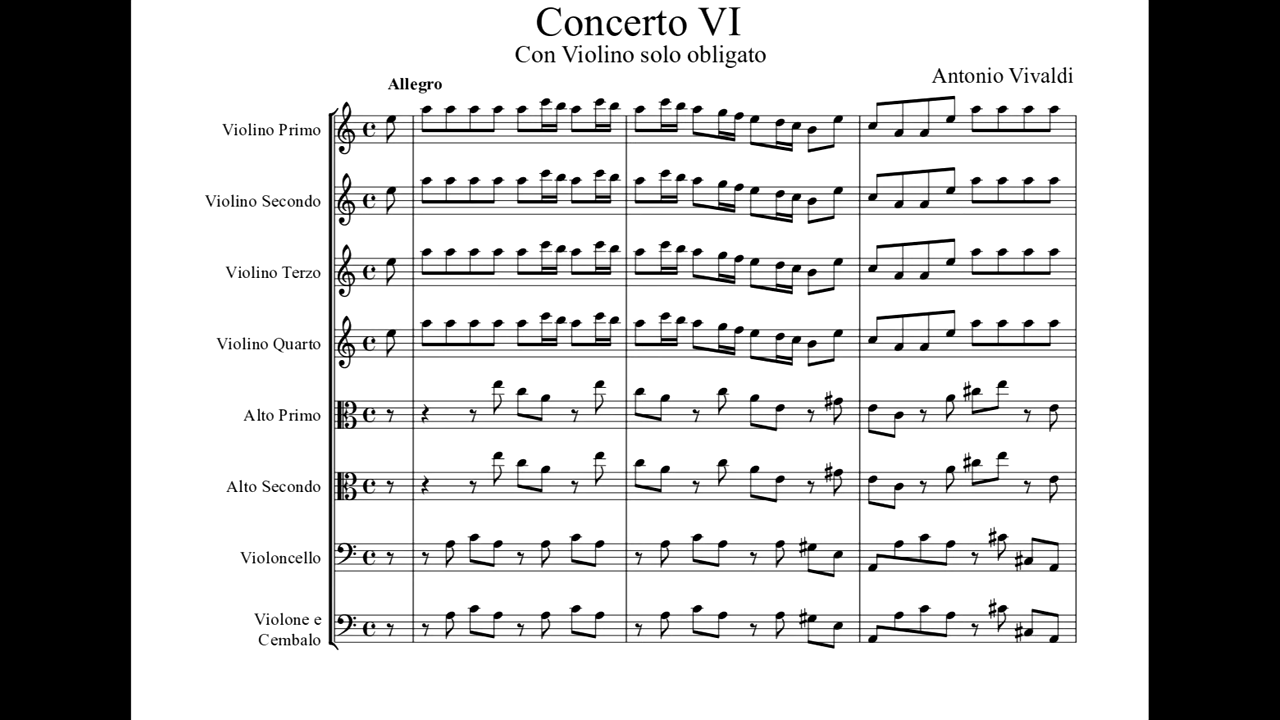 Concerto VI
Con Violino solo obligato
Antonio Vivaldi
Allegro
Violino Primo
Violino Secondo
Violino Terzo
Violino Quarto
Alto Primo
Alto Secondo
Violoncello
Violone e
Cembalo